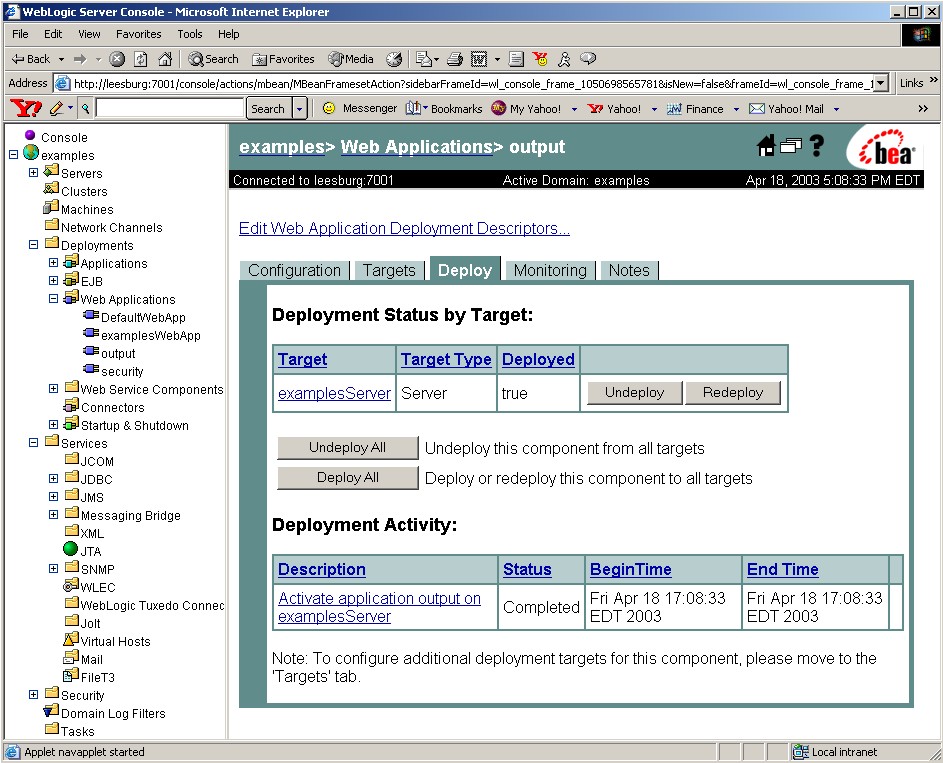 WebLogic Server Console - Microsoft Internet Explorer
File Edit View Favorites Tools Help
Back Search Favorites Media
Address http://leesburg:7001/console/actions/mbean/MBeanFramesetAction?sidebarFrameId=wl_console_frame_1050698565781&isNew=false&frameId=wl_console_frame_1 Links »
Y! Search Messenger Bookmarks My Yahoo! Yahoo! Finance Yahoo! Mail »
Console
examples
Servers
Clusters
Machines
Network Channels
Deployments
Applications
EJB
Web Applications
DefaultWebApp
examplesWebApp
output
security
Web Service Components
Connectors
Startup & Shutdown
Services
JCOM
JDBC
JMS
Messaging Bridge
XML
JTA
SNMP
WLEC
WebLogic Tuxedo Connec
Jolt
Virtual Hosts
Mail
FileT3
Security
Domain Log Filters
Tasks
examples> Web Applications> output
? bea
Connected to leesburg:7001 Active Domain: examples Apr 18, 2003 5:08:33 PM EDT
Edit Web Application Deployment Descriptors...
Configuration Targets Deploy Monitoring Notes
Deployment Status by Target:
Target Target Type Deployed
examplesServer Server true Undeploy Redeploy
Undeploy All Undeploy this component from all targets
Deploy All Deploy or redeploy this component to all targets
Deployment Activity:
Description Status BeginTime End Time
Activate application output on examplesServer Completed Fri Apr 18 17:08:33 EDT 2003 Fri Apr 18 17:08:33 EDT 2003
Note: To configure additional deployment targets for this component, please move to the
'Targets' tab.
Applet navapplet started Local intranet